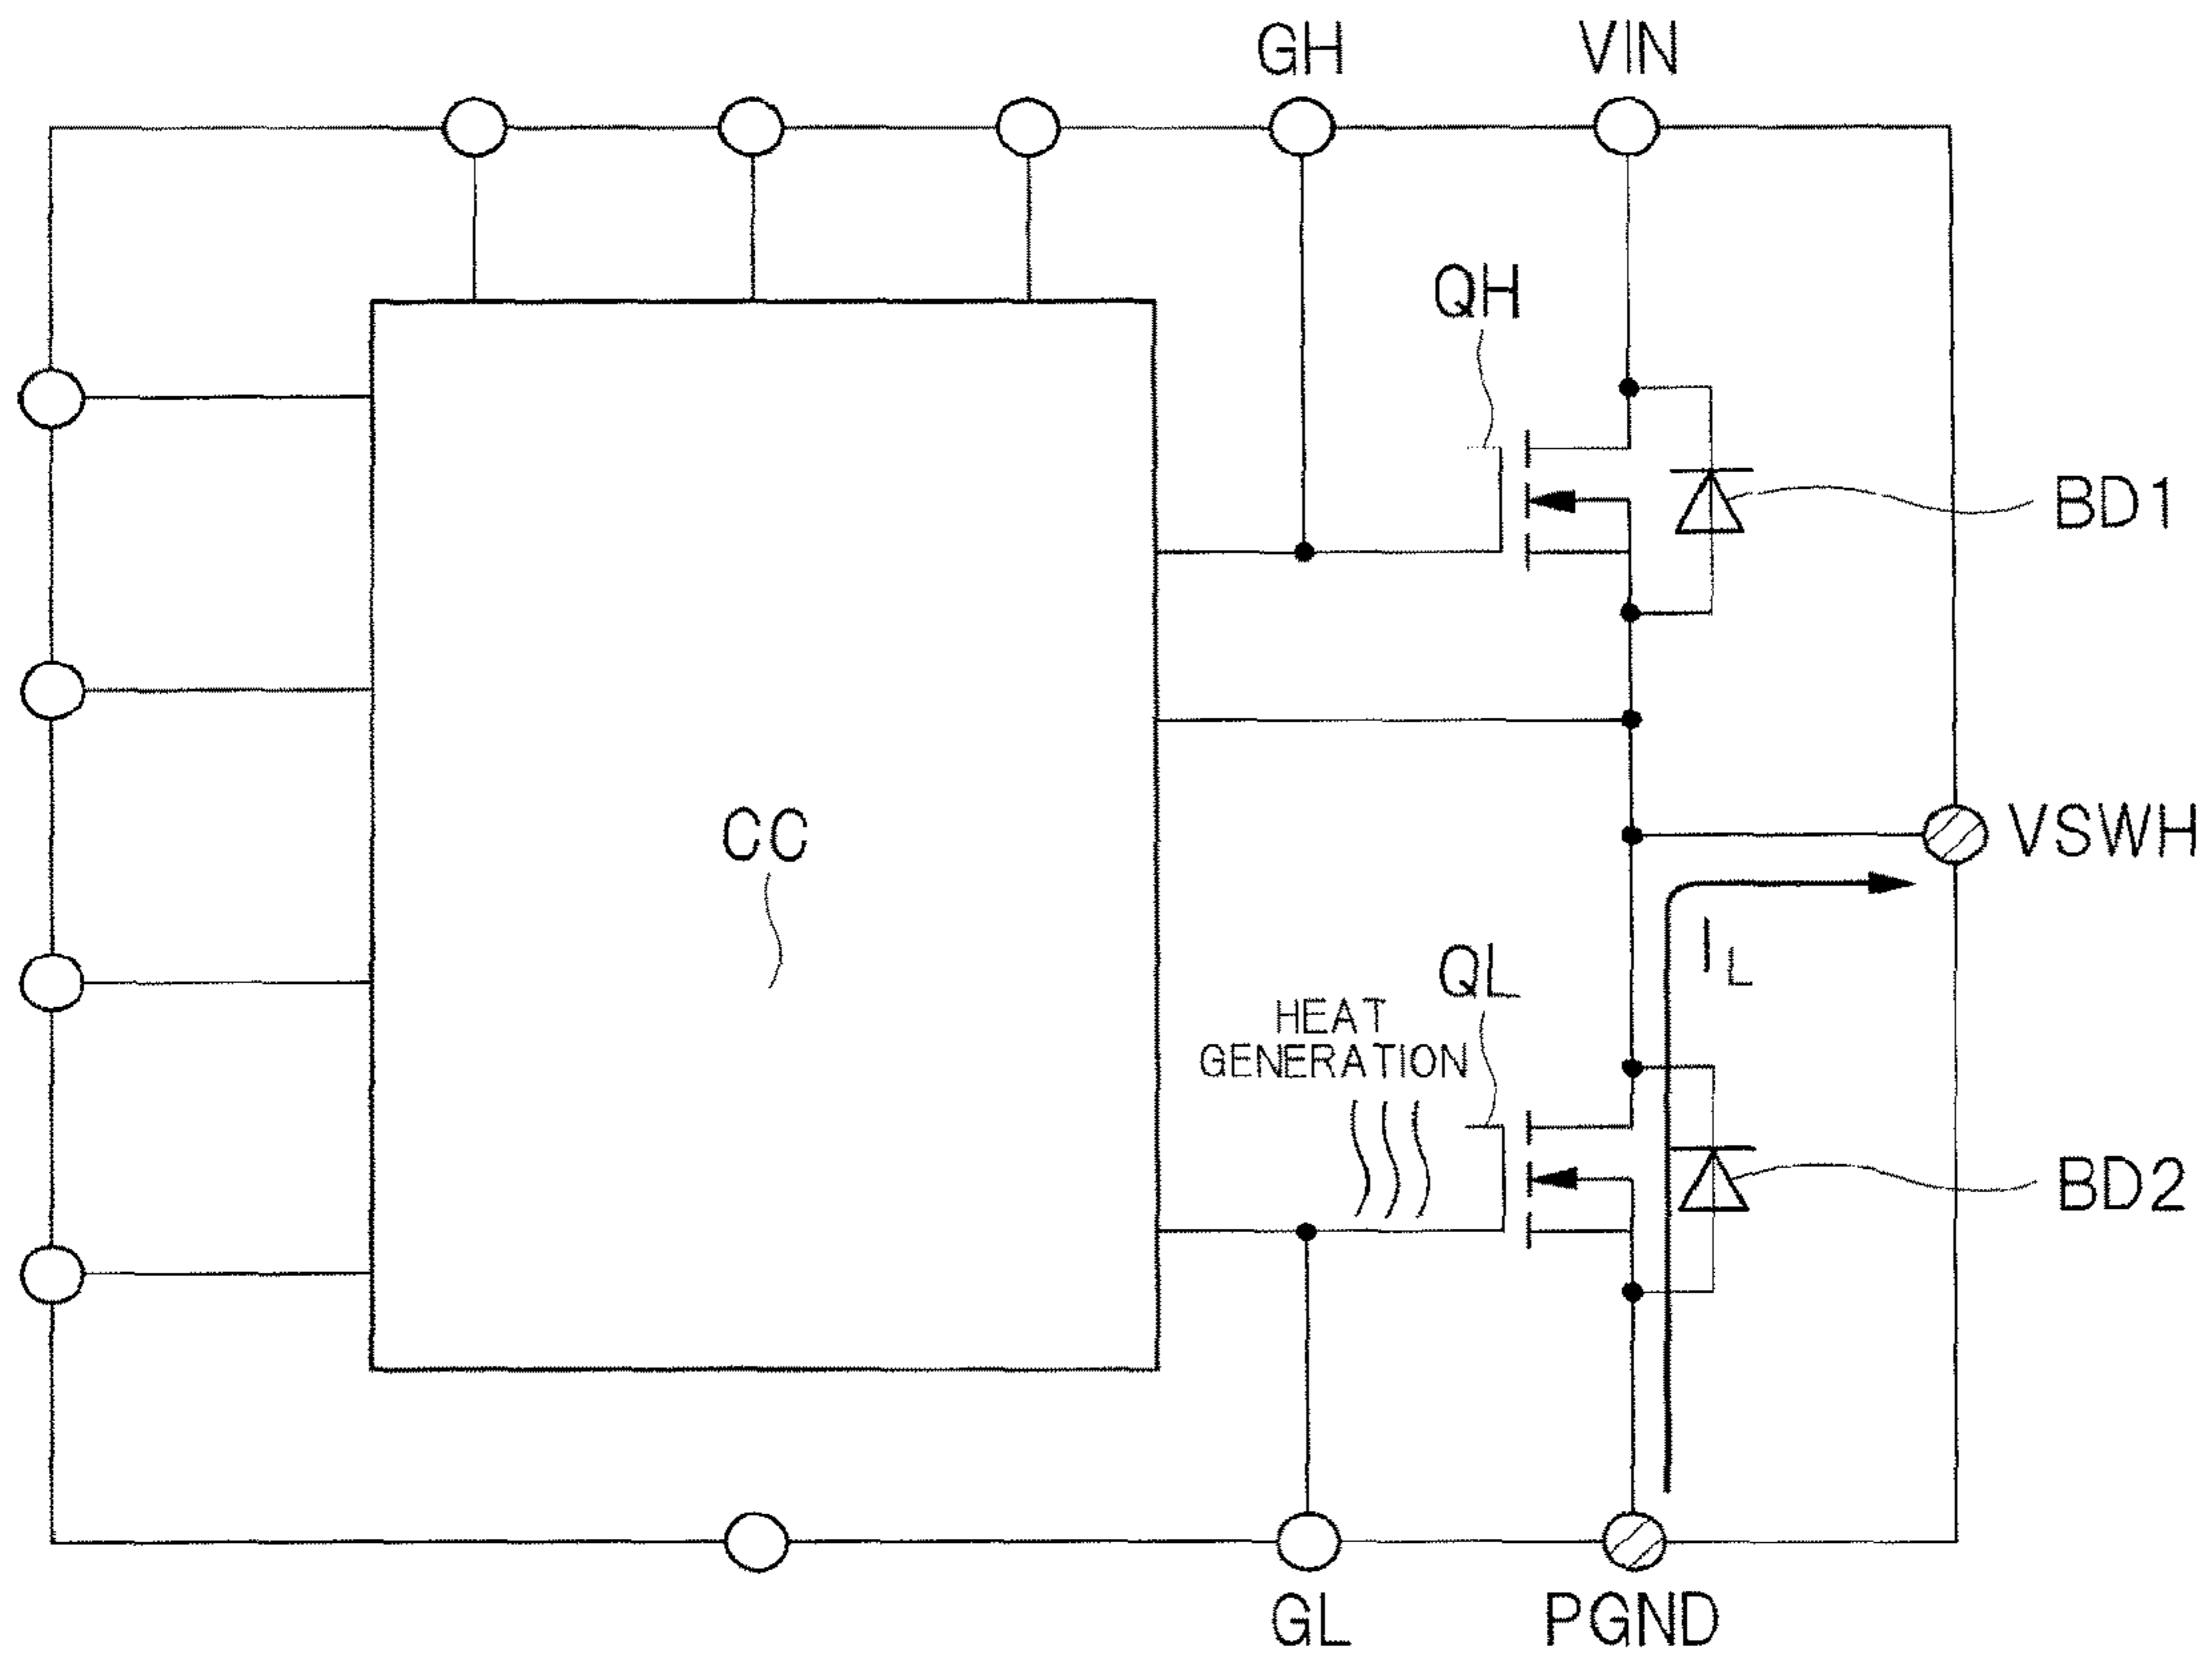 GH
VIN
QH
BD1
CC
VSWH
IL
QL
HEAT
GENERATION
BD2
GL
PGND